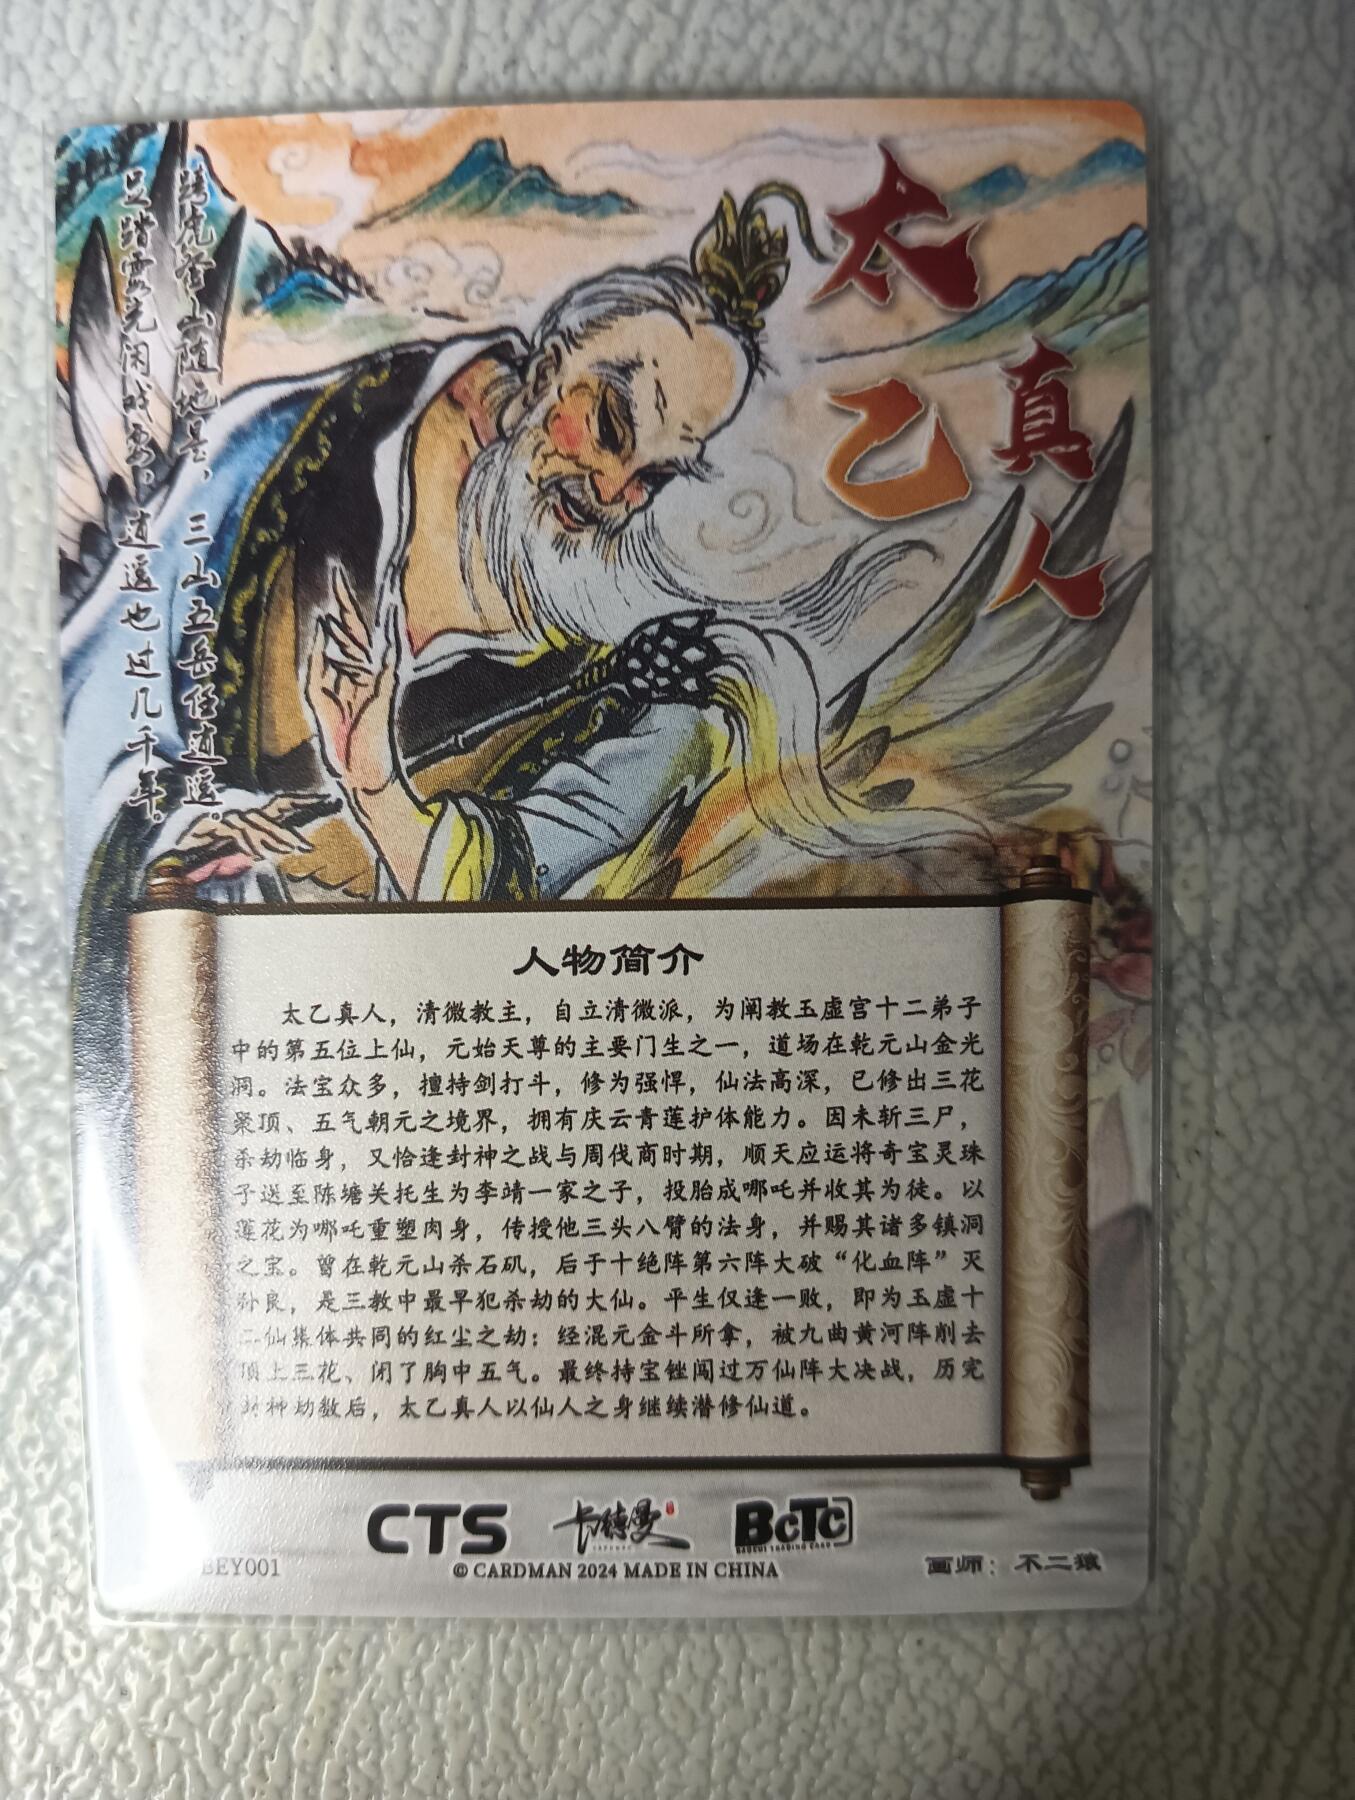 太乙
真人
跨虎登山随地是，三山五岳任逍遥。
足踏霞光闲戏耍，逍遥也过几千年。
人物简介
太乙真人，清微教主，自立清微派，为阐教玉虚宫十二弟子
中的第五位上仙，元始天尊的主要门生之一，道场在乾元山金光
洞。法宝众多，擅持剑打斗，修为强悍，仙法高深，已修出三花
聚顶、五气朝元之境界，拥有庆云青莲护体能力。因未斩三尸，
杀劫临身，又恰逢封神之战与周伐商时期，顺天应运将奇宝灵珠
子送至陈塘关托生为李靖一家之子，投胎成哪吒并收其为徒。以
莲花为哪吒重塑肉身，传授他三头八臂的法身，并赐其诸多镇洞
之宝。曾在乾元山杀石矶，后于十绝阵第六阵大破“化血阵”灭
孙良，是三教中最早犯杀劫的大仙。平生仅逢一败，即为玉虚十
二仙集体共同的红尘之劫：经混元金斗所拿，被九曲黄河阵削去
顶上三花、闭了胸中五气。最终持宝锉闯过万仙阵大决战，历完
封神劫数后，太乙真人以仙人之身继续潜修仙道。
CTS 卡德曼 BCTC
BEY001
© CARDMAN 2024 MADE IN CHINA
画师：不二猿